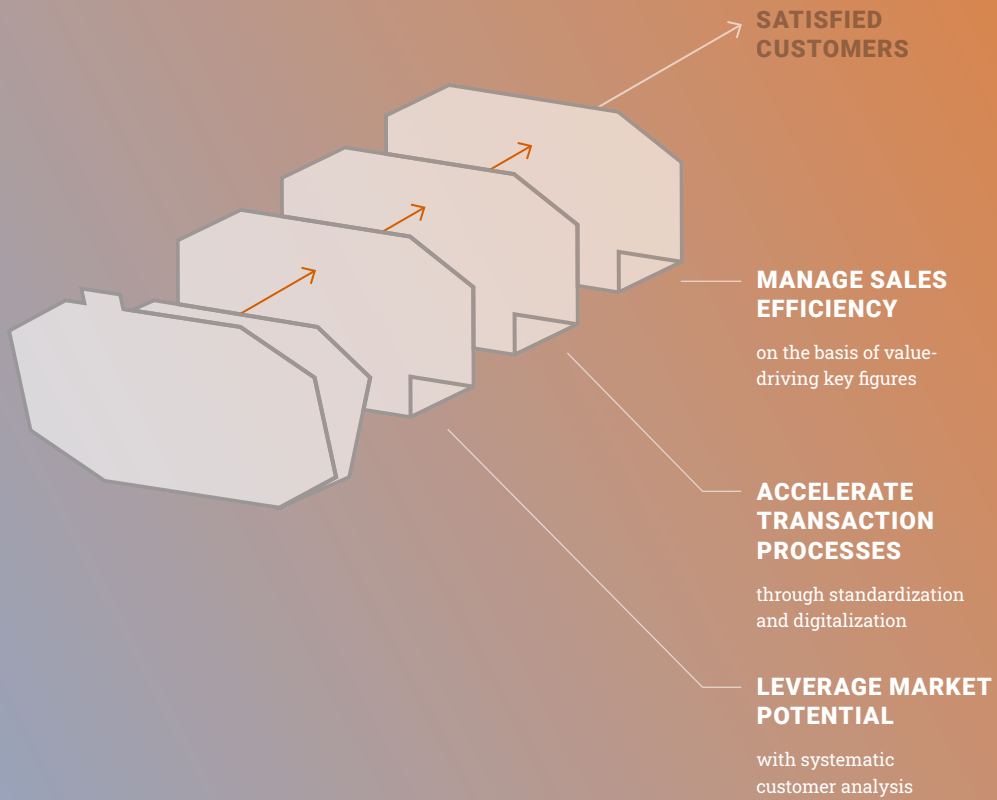 SATISFIED
CUSTOMERS
MANAGE SALES
EFFICIENCY
on the basis of value-
driving key figures
ACCELERATE
TRANSACTION
PROCESSES
through standardization
and digitalization
LEVERAGE MARKET
POTENTIAL
with systematic
customer analysis